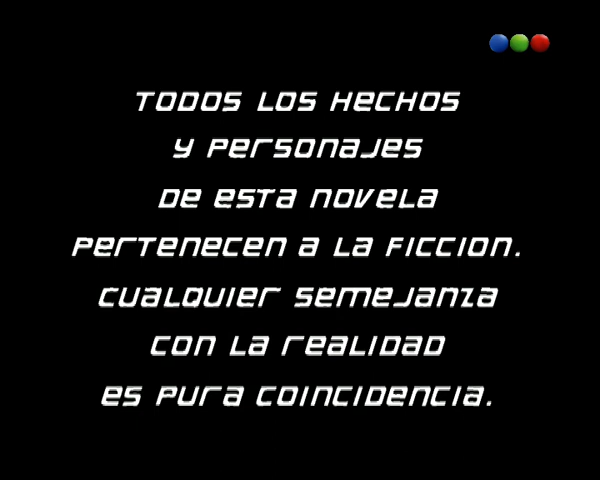 TODOS LOS HECHOS
Y PERSONAJES
DE ESTA NOVELA
PERTENECEN A LA FICCION.
CUALQUIER SEMEJANZA
CON LA REALIDAD
ES PURA COINCIDENCIA.